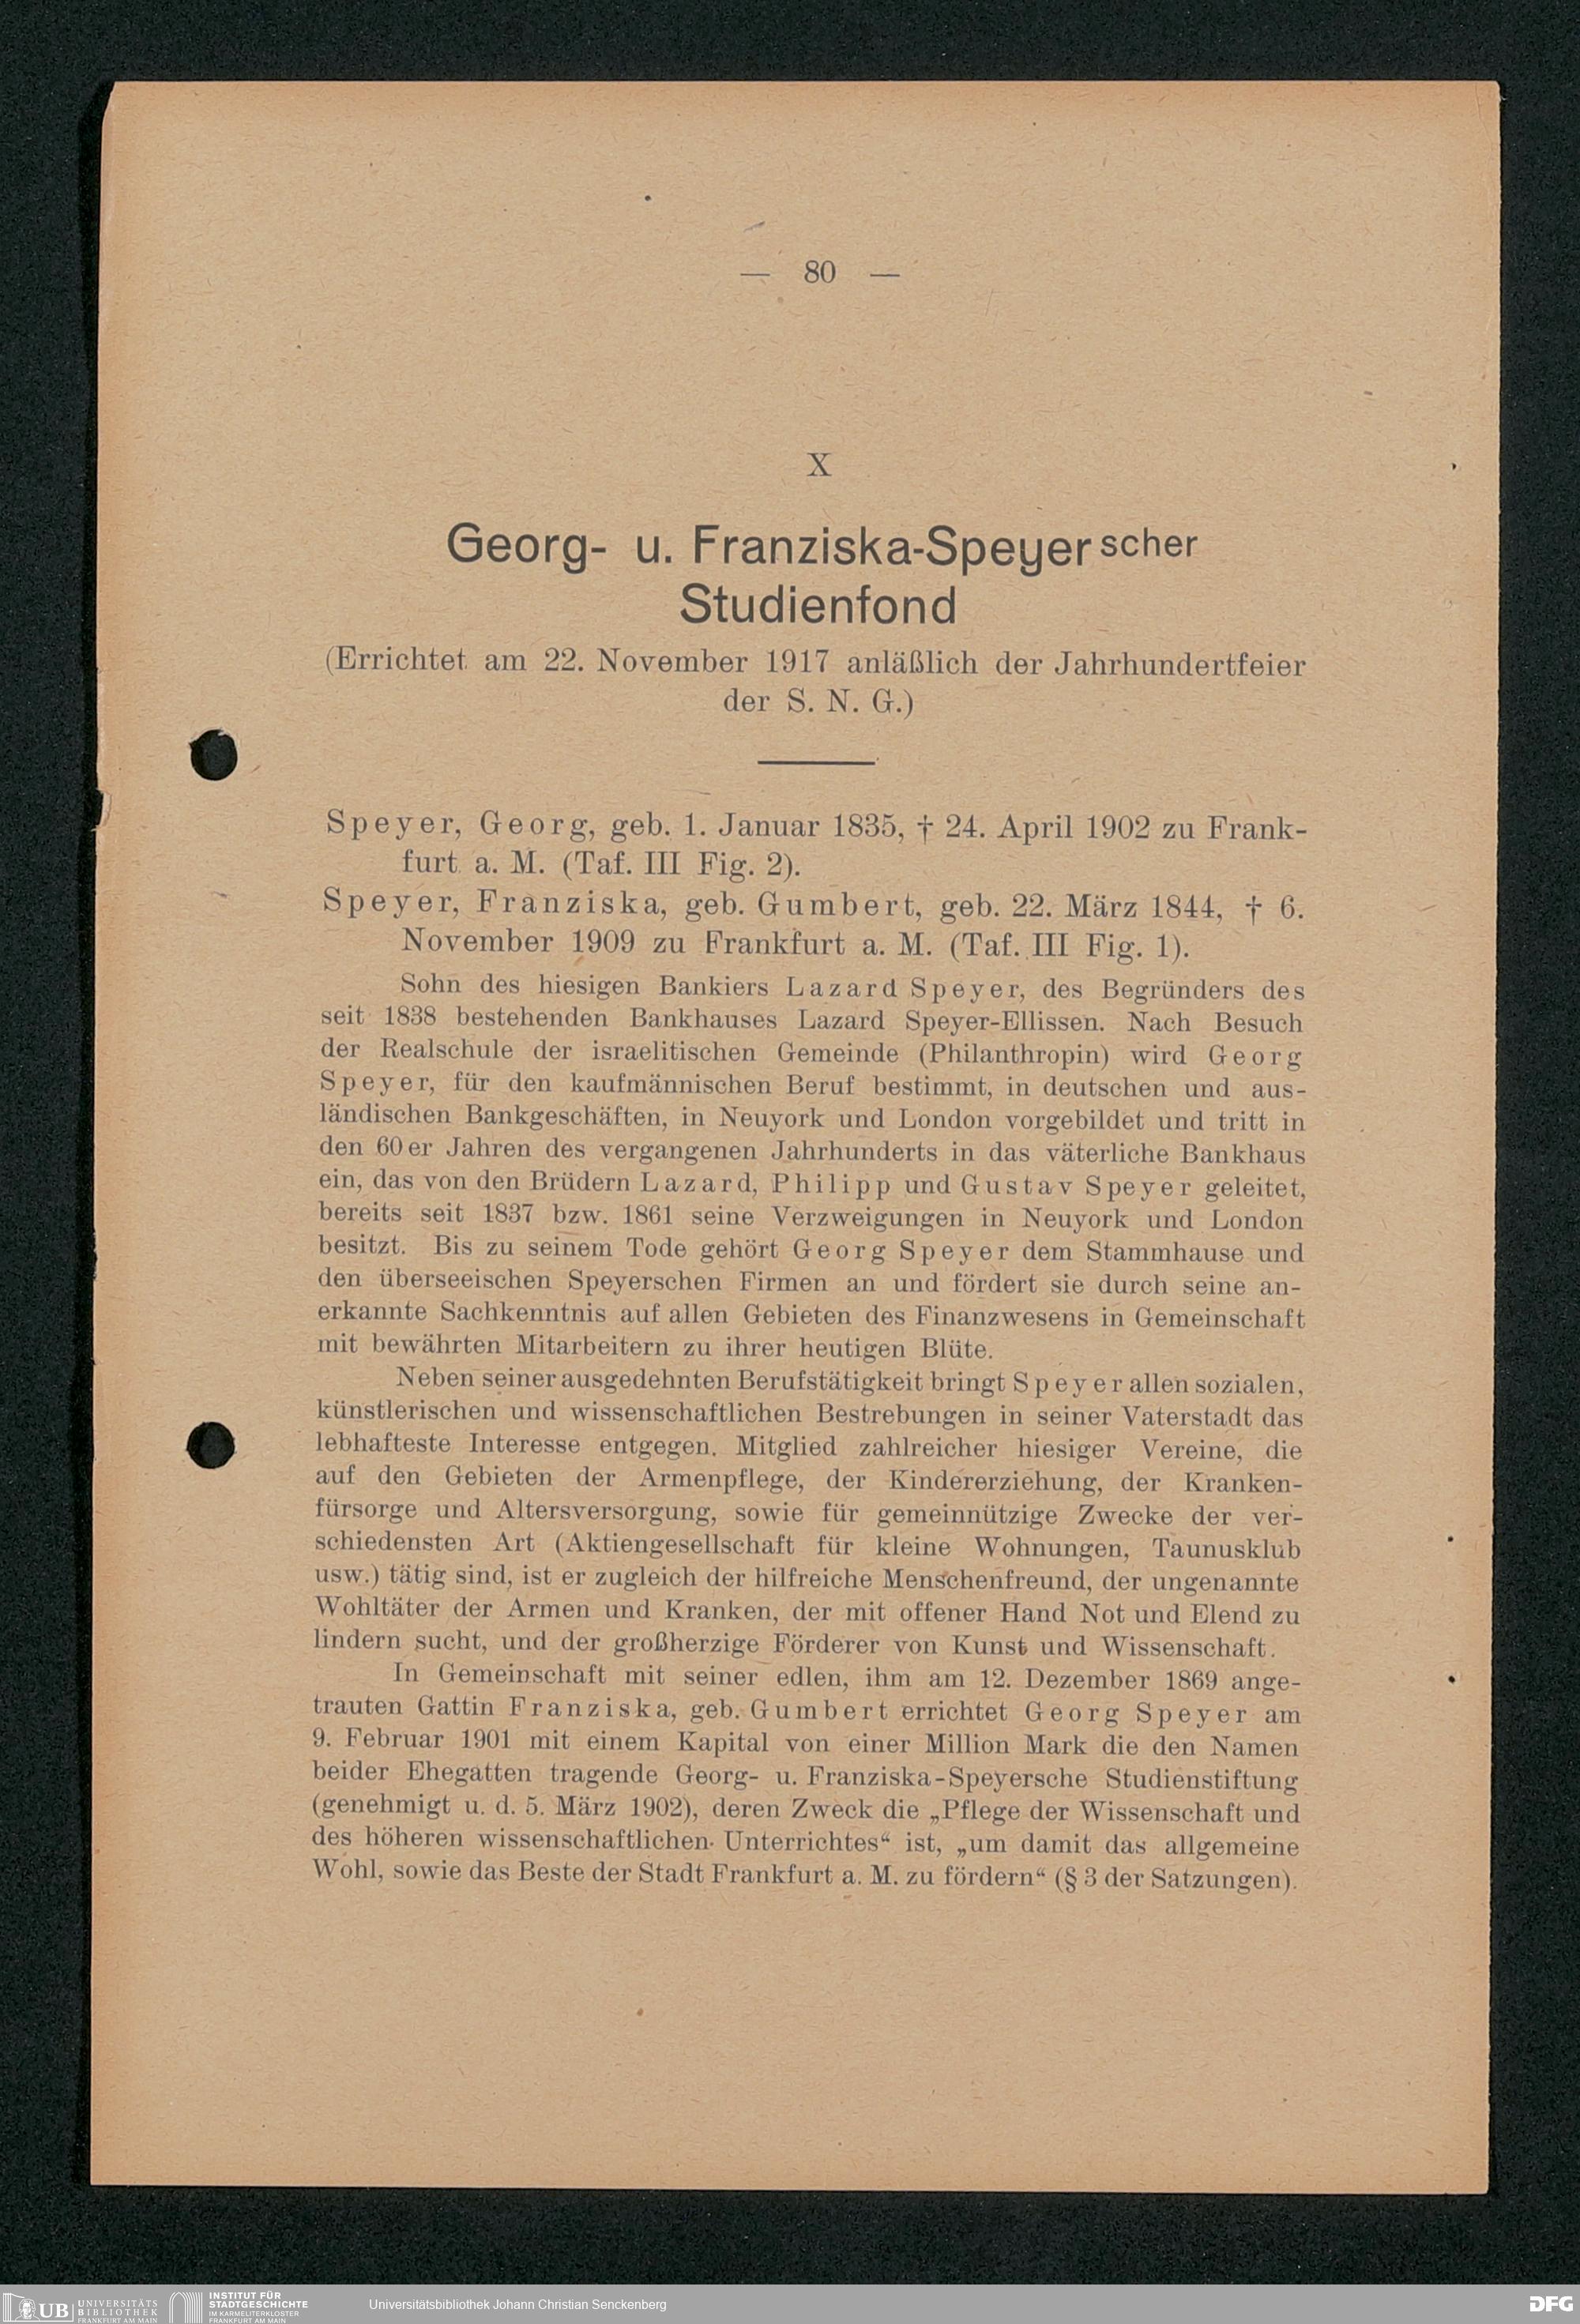 — 80 —
X
Georg- u. Franziska-Speyerscher
Studienfond
(Errichtet am 22. November 1917 anläßlich der Jahrhundertfeier
der S. N. G.)
Speyer, Georg, geb. 1. Januar 1835, † 24. April 1902 zu Frank-
furt a. M. (Taf. III Fig. 2).
Speyer, Franziska, geb. Gumbert, geb. 22. März 1844, † 6.
November 1909 zu Frankfurt a. M. (Taf. III Fig. 1).
Sohn des hiesigen Bankiers Lazard Speyer, des Begründers des
seit 1838 bestehenden Bankhauses Lazard Speyer-Ellissen. Nach Besuch
der Realschule der israelitischen Gemeinde (Philanthropin) wird Georg
Speyer, für den kaufmännischen Beruf bestimmt, in deutschen und aus-
ländischen Bankgeschäften, in Neuyork und London vorgebildet und tritt in
den 60er Jahren des vergangenen Jahrhunderts in das väterliche Bankhaus
ein, das von den Brüdern Lazard, Philipp und Gustav Speyer geleitet,
bereits seit 1837 bzw. 1861 seine Verzweigungen in Neuyork und London
besitzt. Bis zu seinem Tode gehört Georg Speyer dem Stammhause und
den überseeischen Speyerschen Firmen an und fördert sie durch seine an-
erkannte Sachkenntnis auf allen Gebieten des Finanzwesens in Gemeinschaft
mit bewährten Mitarbeitern zu ihrer heutigen Blüte.
Neben seiner ausgedehnten Berufstätigkeit bringt Speyer allen sozialen,
künstlerischen und wissenschaftlichen Bestrebungen in seiner Vaterstadt das
lebhafteste Interesse entgegen. Mitglied zahlreicher hiesiger Vereine, die
auf den Gebieten der Armenpflege, der Kindererziehung, der Kranken-
fürsorge und Altersversorgung, sowie für gemeinnützige Zwecke der ver-
schiedensten Art (Aktiengesellschaft für kleine Wohnungen, Taunusklub
usw.) tätig sind, ist er zugleich der hilfreiche Menschenfreund, der ungenannte
Wohltäter der Armen und Kranken, der mit offener Hand Not und Elend zu
lindern sucht, und der großherzige Förderer von Kunst und Wissenschaft.
In Gemeinschaft mit seiner edlen, ihm am 12. Dezember 1869 ange-
trauten Gattin Franziska, geb. Gumbert errichtet Georg Speyer am
9. Februar 1901 mit einem Kapital von einer Million Mark die den Namen
beider Ehegatten tragende Georg- u. Franziska-Speyersche Studienstiftung
(genehmigt u. d. 5. März 1902), deren Zweck die „Pflege der Wissenschaft und
des höheren wissenschaftlichen Unterrichtes“ ist, „um damit das allgemeine
Wohl, sowie das Beste der Stadt Frankfurt a. M. zu fördern“ (§ 3 der Satzungen).
UB UNIVERSITÄTS
BIBLIOTHEK
FRANKFURT AM MAIN
INSTITUT FÜR
STADTGESCHICHTE
IM KARMELITERKLOSTER
FRANKFURT AM MAIN
Universitätsbibliothek Johann Christian Senckenberg
DFG